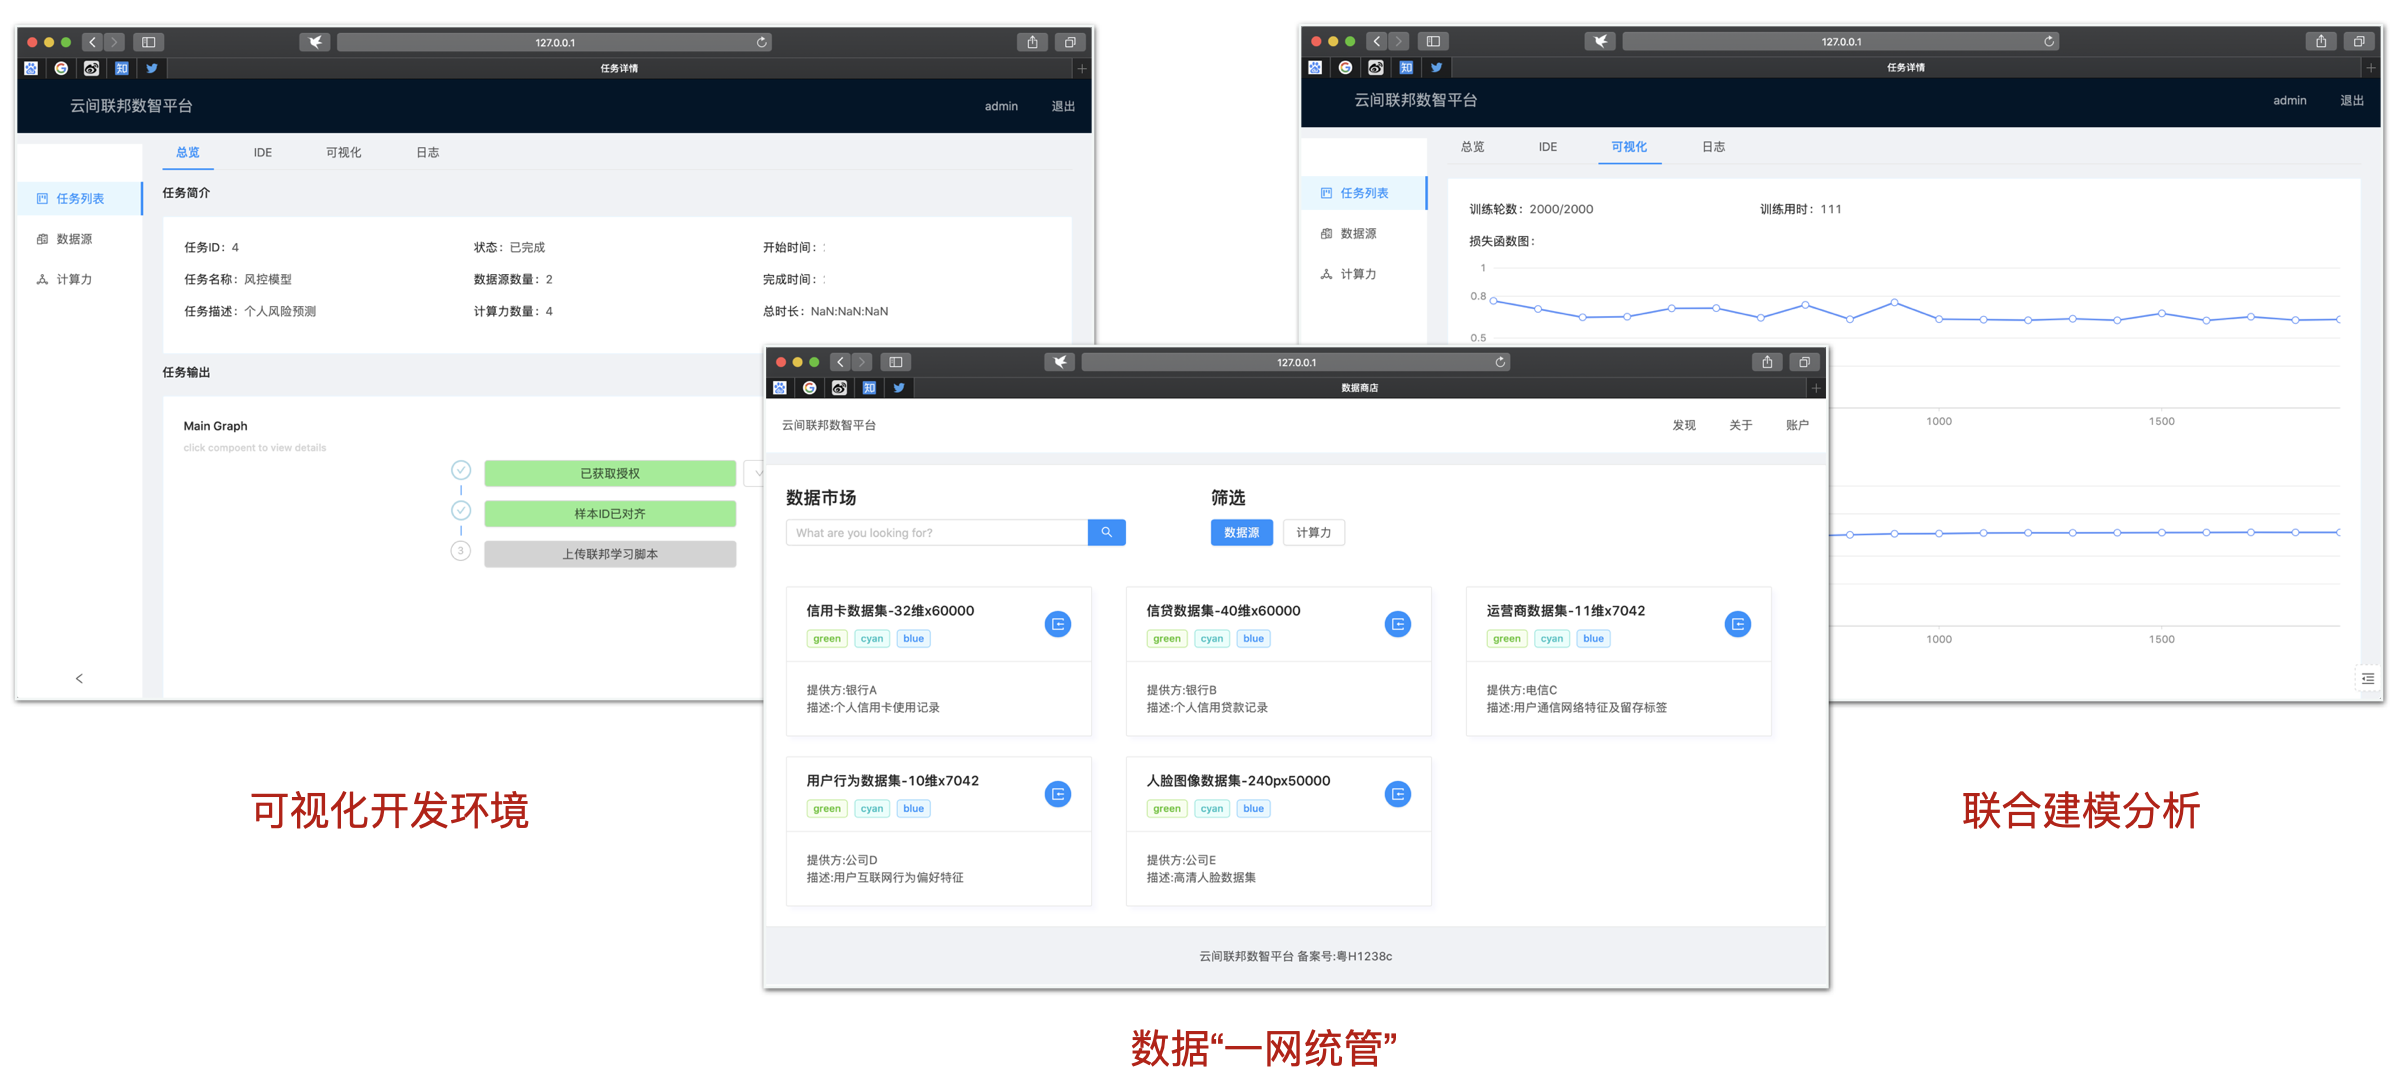 127.0.0.1
知
任务详情
云间联邦数智平台
admin
退出
总览
IDE
可视化
日志
任务列表
数据源
计算力
任务简介
任务ID: 4
状态: 已完成
开始时间:
任务名称: 风控模型
数据源数量: 2
完成时间:
任务描述: 个人风险预测
计算力数量: 4
总时长: NaN:NaN:NaN
任务输出
Main Graph
click compoent to view details
已获取授权
样本ID已对齐
3
上传联邦学习脚本
可视化开发环境
127.0.0.1
知
任务详情
云间联邦数智平台
admin
退出
总览
IDE
可视化
日志
任务列表
数据源
计算力
训练轮数: 2000/2000
训练用时: 111
损失函数图:
1
0.8
0.5
1000
1500
1000
1500
联合建模分析
127.0.0.1
知
数据商店
云间联邦数智平台
发现
关于
账户
数据市场
筛选
What are you looking for?
数据源
计算力
信用卡数据集-32维x60000
green cyan blue
提供方:银行A
描述:个人信用卡使用记录
信贷数据集-40维x60000
green cyan blue
提供方:银行B
描述:个人信用贷款记录
运营商数据集-11维x7042
green cyan blue
提供方:电信C
描述:用户通信网络特征及留存标签
用户行为数据集-10维x7042
green cyan blue
提供方:公司D
描述:用户互联网行为偏好特征
人脸图像数据集-240px50000
green cyan blue
提供方:公司E
描述:高清人脸数据集
云间联邦数智平台 备案号:粤H1238c
数据“一网统管”